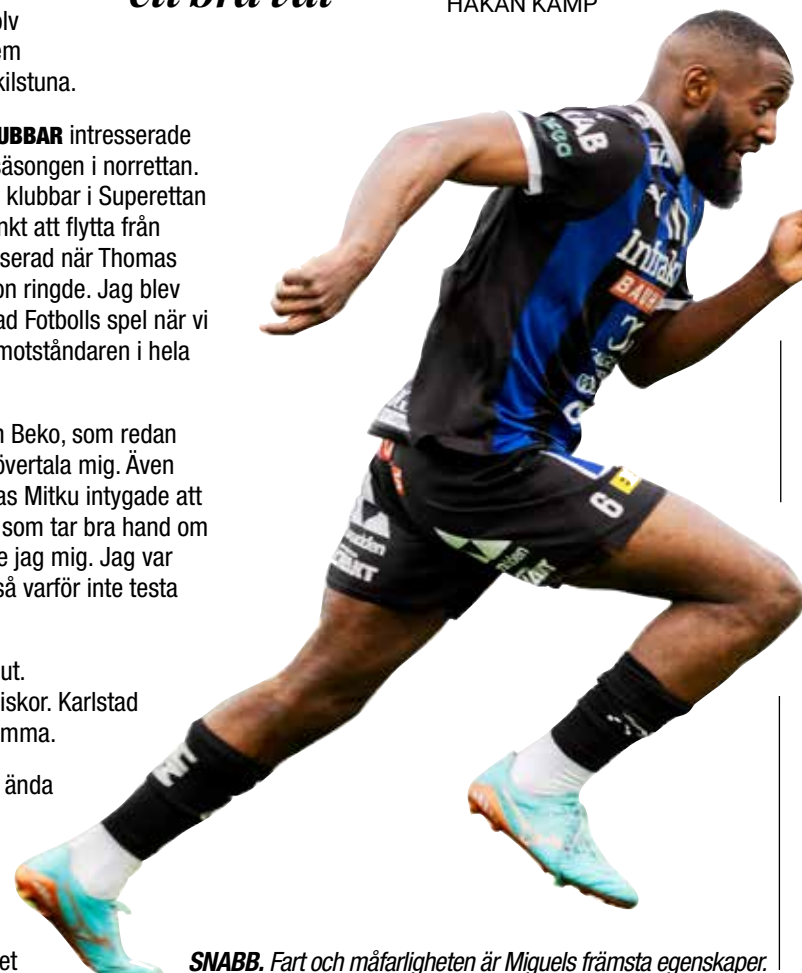 HÅKAN KAMP
kilstuna.
UBBAR intresserade
säsongen i norrettan.
klubbar i Superettan
nkt att flytta från
serad när Thomas
on ringde. Jag blev
ad Fotbolls spel när vi
motståndaren i hela
n Beko, som redan
övertala mig. Även
as Mitku intygade att
som tar bra hand om
e jag mig. Jag var
så varför inte testa
ut.
iskor. Karlstad
mma.
ända
et
SNABB. Fart och måfarligheten är Miguels främsta egenskaper.
6